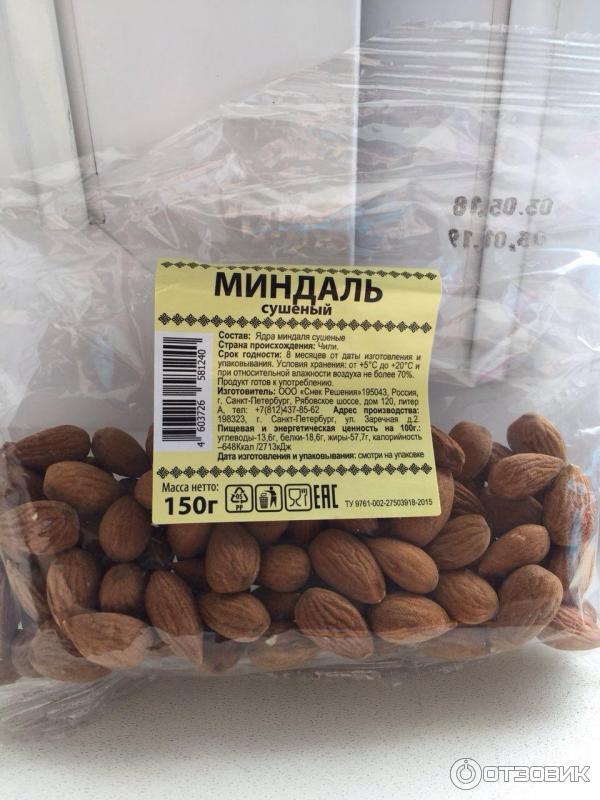 05.05.18
05.01.19
МИНДАЛЬ
сушеный
Состав: Ядра миндаля сушеные
Страна происхождения: Чили.
Срок годности: 8 месяцев от даты изготовления и
упаковывания. Условия хранения: от +5°С до +20°С и
при относительной влажности воздуха не более 70%.
Продукт готов к употреблению.
Изготовитель: ООО «Снек Решения»195043, Россия,
г. Санкт-Петербург, Рябовское шоссе, дом 120, литер
А, тел: +7(812)437-85-62 Адрес производства:
198323, г. Санкт-Петербург, ул. Заречная д.2.
Пищевая и энергетическая ценность на 100г.:
углеводы-13,6г, белки-18,6г, жиры-57,7г, калорийность
–648Ккал /2713кДж
Дата изготовления и упаковывания: смотри на упаковке
4 603726 581240
Масса нетто:
150г
05
PP
EAC
ТУ 9761-002-27503918-2015
ОТЗОВИК